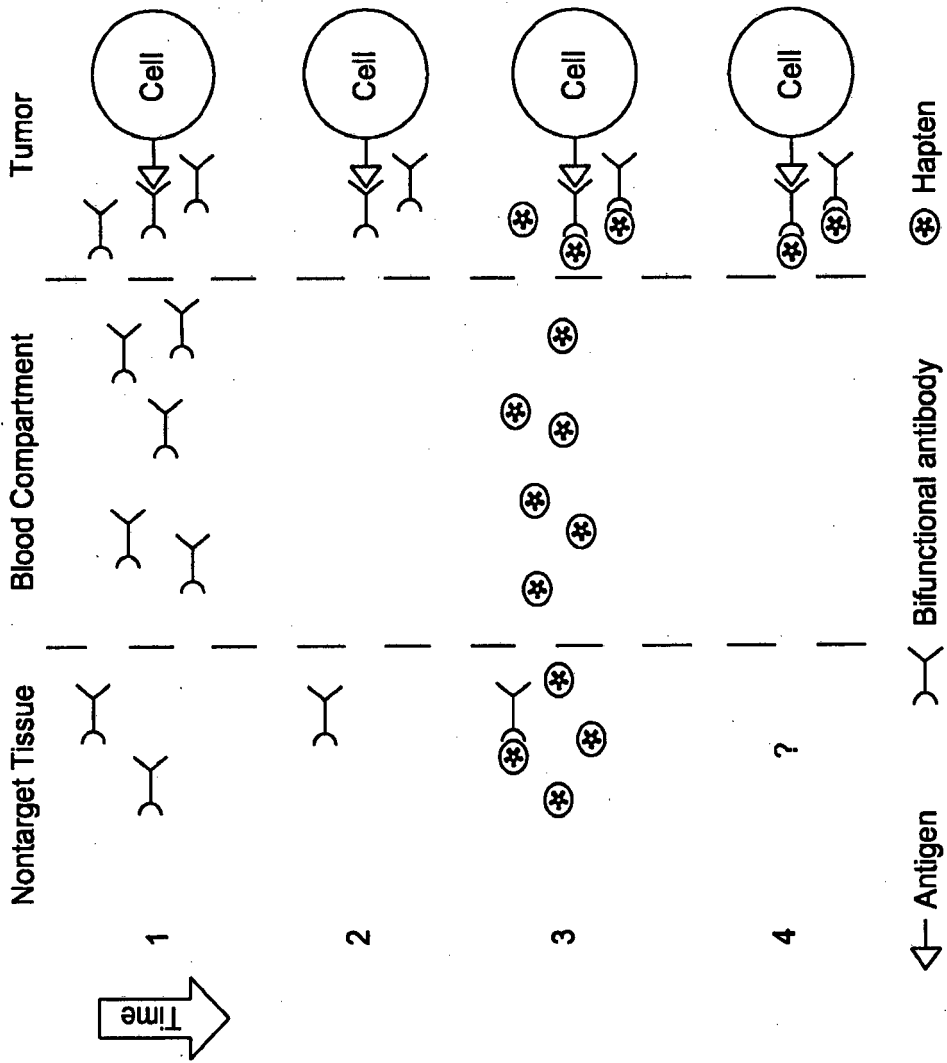 Nontarget Tissue
Blood Compartment
Tumor
Time
1
Cell
2
Cell
3
Cell
4
?
Cell
Antigen
Bifunctional antibody
Hapten